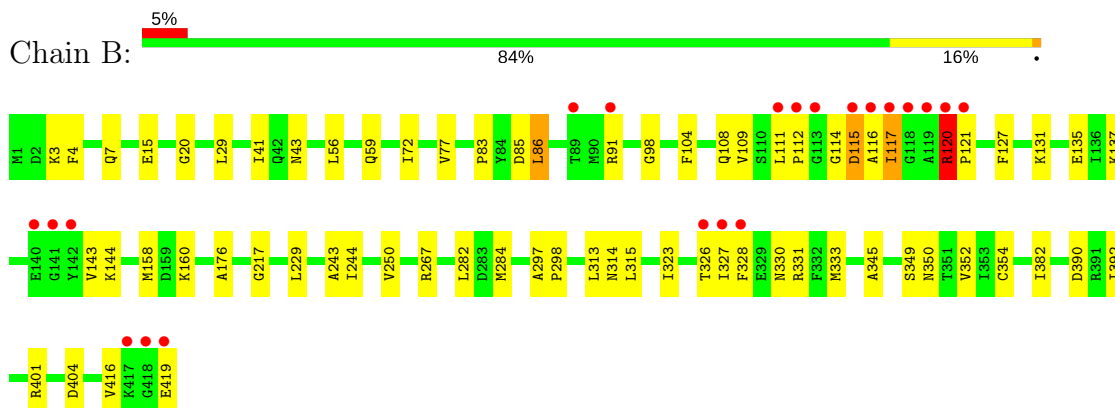 5%
Chain B:
84% 16% .
M1 D2 K3 F4 Q7 E15 G20 L29 I41 Q42 N43 L56 Q59 I72 V77 P83 Y84 D85 L86 T89 M90 R91 G98 F104 Q108 V109 S110 L111 P112 G113 G114 D115 A116 I117 G118 A119 R120 P121 F127 K131 E135 I136
E140 G141 Y142 V143 K144 M158 D159 K160 A176 G217 L229 A243 I244 V250 R267 L282 D283 M284 A297 P298 L313 N314 L315 I323 T326 I327 F328 E329 N330 R331 F332 M333 A345 S349 N350 T351 V352 I353 C354 I382 D390 R391
R401 D404 V416 K417 G418 E419